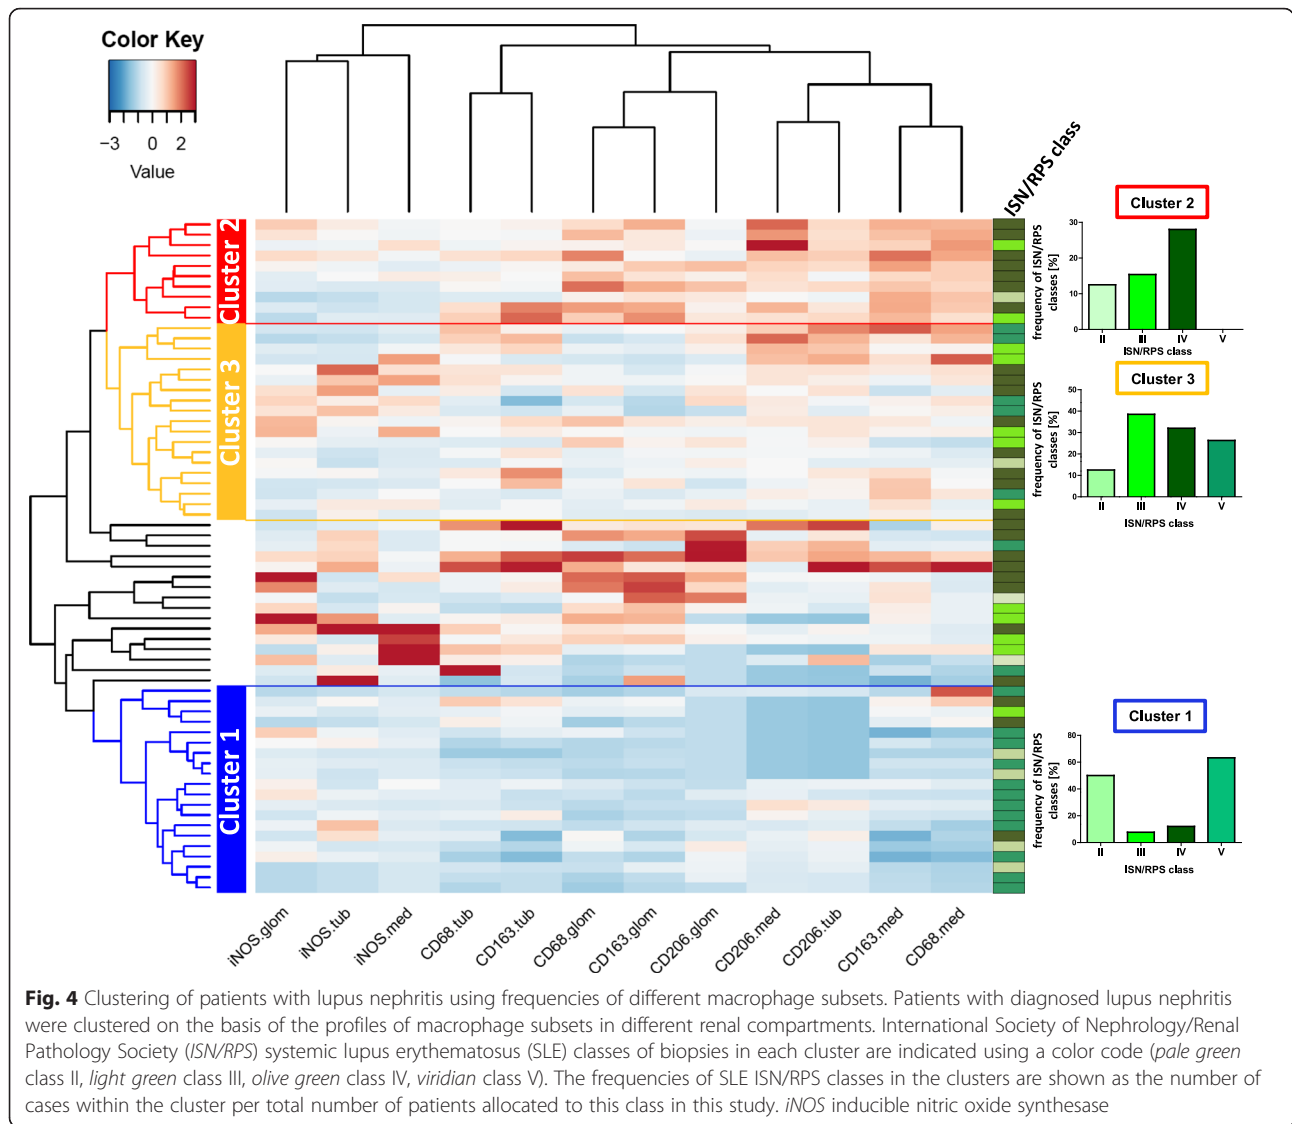 Color Key
−3 0 2
Value
ISN/RPS class
Cluster 2
Cluster 3
Cluster 1
iNOS.glom
iNOS.tub
iNOS.med
CD68.tub
CD163.tub
CD68.glom
CD163.glom
CD206.glom
CD206.med
CD206.tub
CD163.med
CD68.med
Cluster 2
frequency of ISN/RPS
classes [%]
30
20
10
0
II III IV V
ISN/RPS class
Cluster 3
frequency of ISN/RPS
classes [%]
50
40
30
20
10
0
II III IV V
ISN/RPS class
Cluster 1
frequency of ISN/RPS
classes [%]
80
60
40
20
0
II III IV V
ISN/RPS class
Fig. 4 Clustering of patients with lupus nephritis using frequencies of different macrophage subsets. Patients with diagnosed lupus nephritis
were clustered on the basis of the profiles of macrophage subsets in different renal compartments. International Society of Nephrology/Renal
Pathology Society (ISN/RPS) systemic lupus erythematosus (SLE) classes of biopsies in each cluster are indicated using a color code (pale green
class II, light green class III, olive green class IV, viridian class V). The frequencies of SLE ISN/RPS classes in the clusters are shown as the number of
cases within the cluster per total number of patients allocated to this class in this study. iNOS inducible nitric oxide synthesase